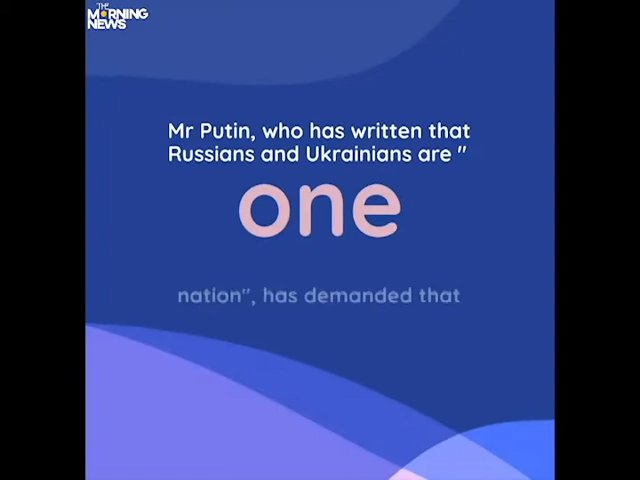 THE
MORNING
NEWS
Mr Putin, who has written that
Russians and Ukrainians are "
one
nation", has demanded that